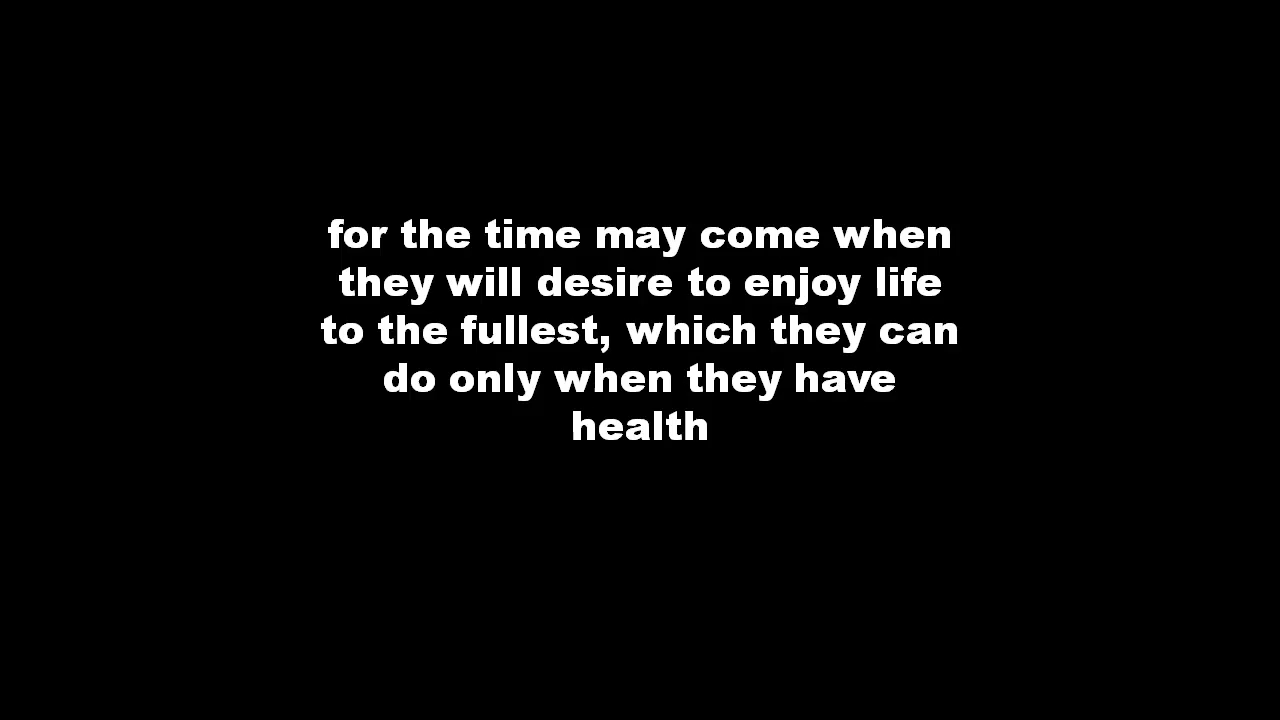 for the time may come when
they will desire to enjoy life
to the fullest, which they can
do only when they have
health